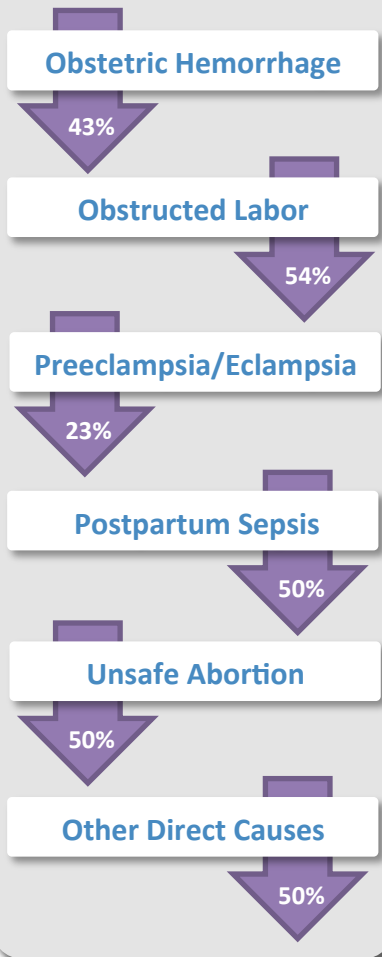 Obstetric Hemorrhage
43%
Obstructed Labor
54%
Preeclampsia/Eclampsia
23%
Postpartum Sepsis
50%
Unsafe Abortion
50%
Other Direct Causes
50%